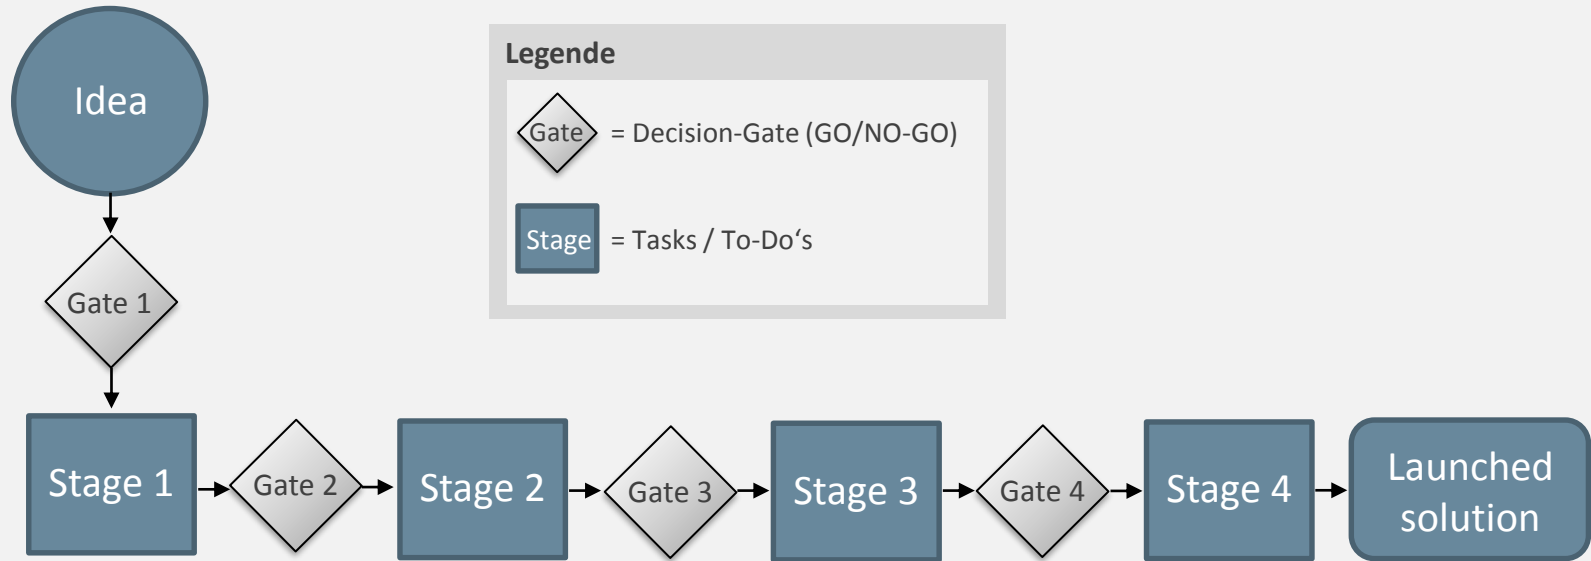 Idea
Legende
Gate = Decision-Gate (GO/NO-GO)
Stage = Tasks / To-Do‘s
Gate 1
Stage 1
Gate 2
Stage 2
Gate 3
Stage 3
Gate 4
Stage 4
Launched
solution